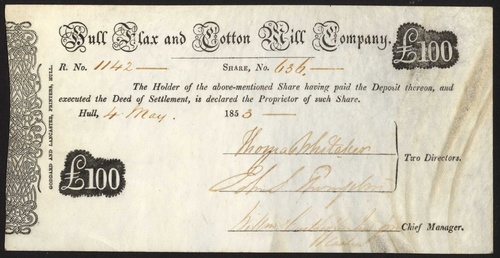 Hull Flax and Cotton Mill Company.
£100
R. No. 1142 — SHARE, No. 636. —
The Holder of the above-mentioned Share having paid the Deposit thereon, and
executed the Deed of Settlement, is declared the Proprietor of such Share.
Hull, 4 May. 1853 —
Thomas Whitaker
John S
Two Directors.
£100
Chief Manager.
GODDARD AND LANCASTER, PRINTERS, HULL.